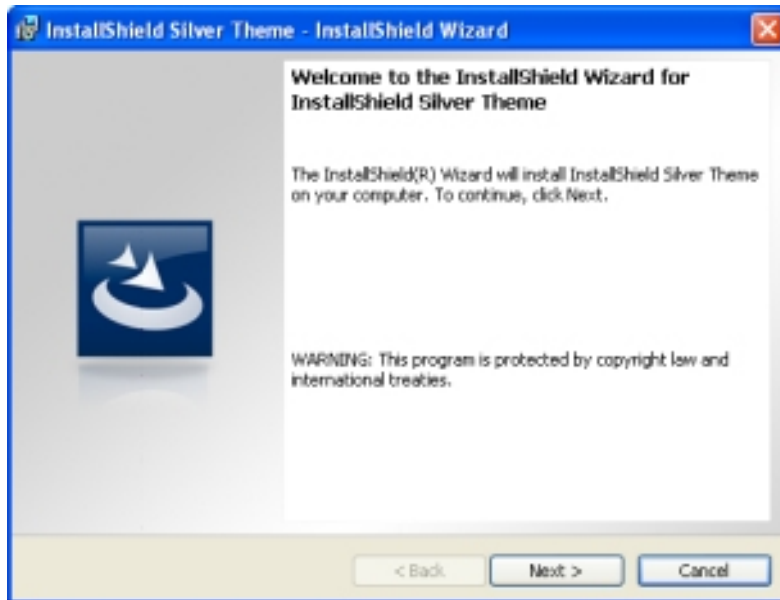 InstallShield Silver Theme - InstallShield Wizard
Welcome to the InstallShield Wizard for
InstallShield Silver Theme
The InstallShield(R) Wizard will install InstallShield Silver Theme
on your computer. To continue, click Next.
WARNING: This program is protected by copyright law and
international treaties.
< Back
Next >
Cancel